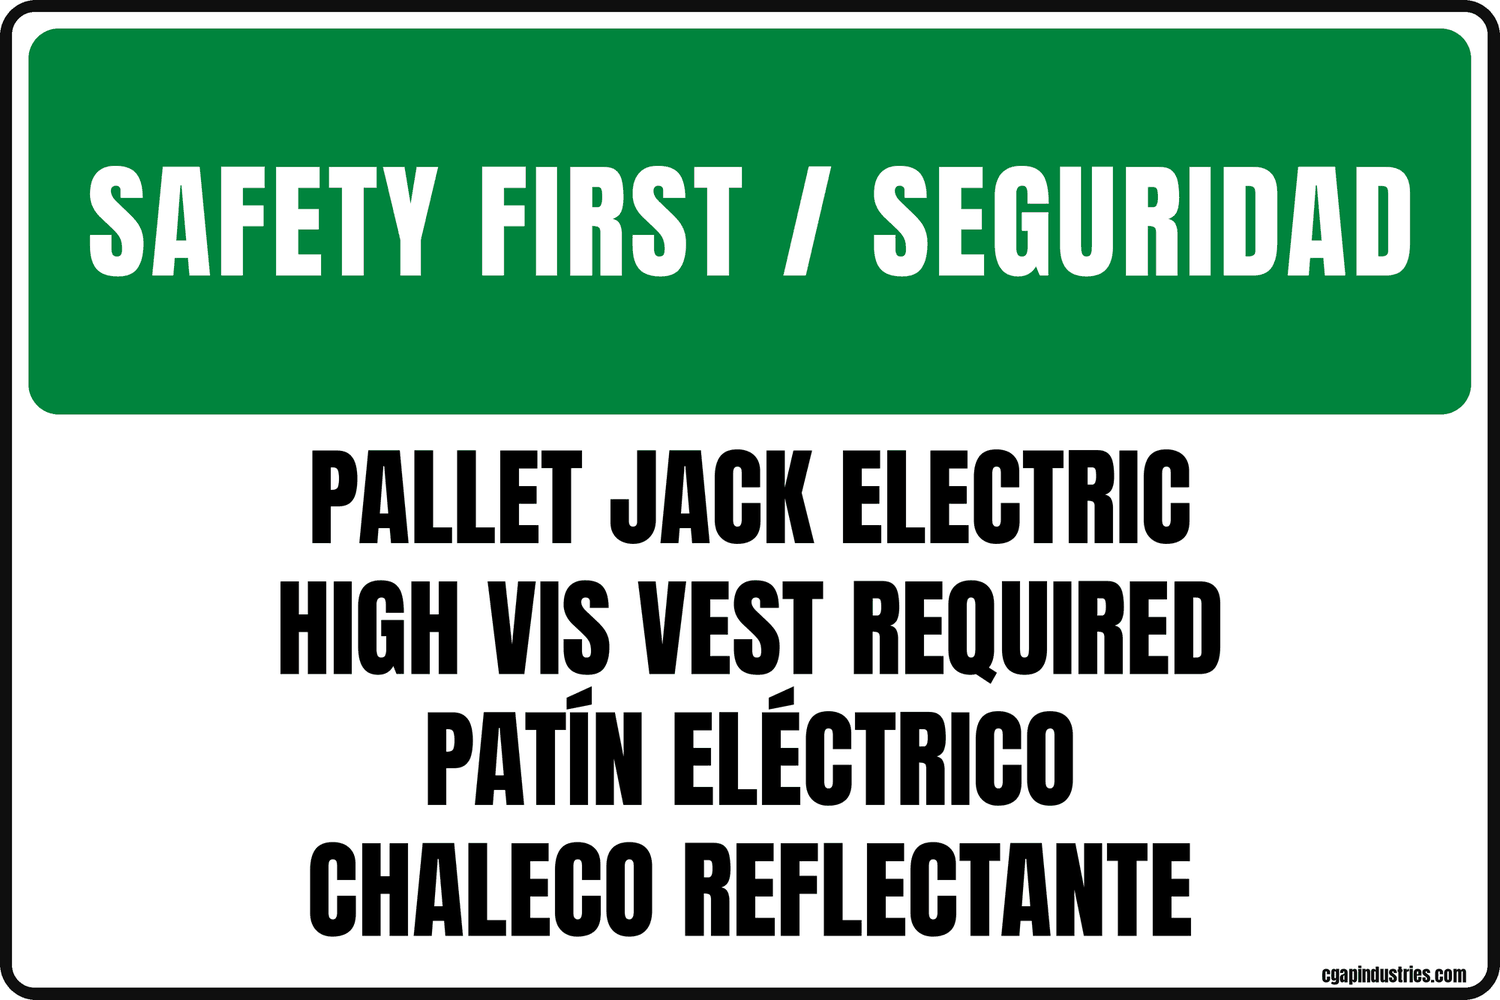 SAFETY FIRST / SEGURIDAD
PALLET JACK ELECTRIC
HIGH VIS VEST REQUIRED
PATÍN ELÉCTRICO
CHALECO REFLECTANTE
cgapindustries.com